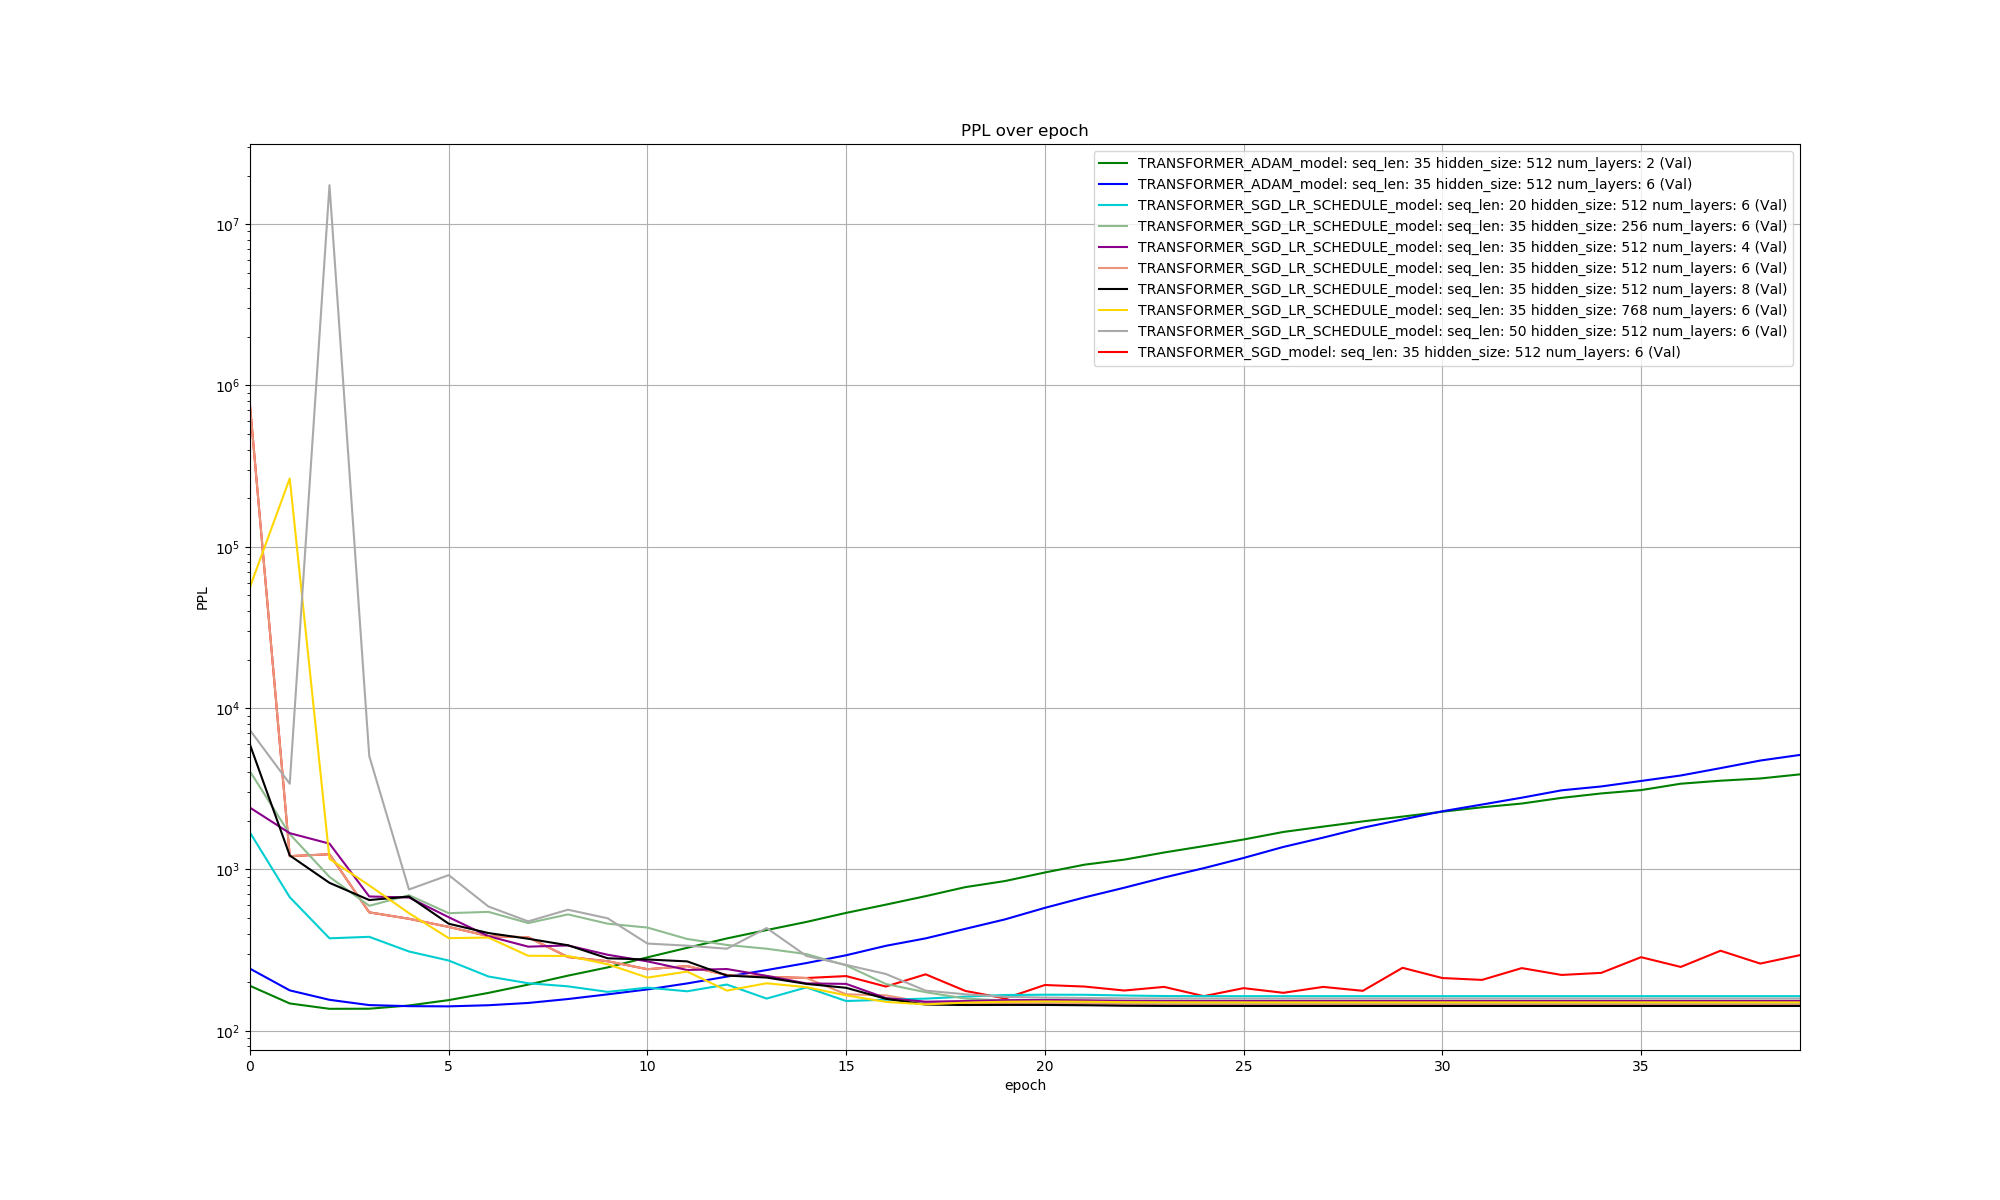 PPL over epoch
TRANSFORMER_ADAM_model: seq_len: 35 hidden_size: 512 num_layers: 2 (Val)
TRANSFORMER_ADAM_model: seq_len: 35 hidden_size: 512 num_layers: 6 (Val)
TRANSFORMER_SGD_LR_SCHEDULE_model: seq_len: 20 hidden_size: 512 num_layers: 6 (Val)
TRANSFORMER_SGD_LR_SCHEDULE_model: seq_len: 35 hidden_size: 256 num_layers: 6 (Val)
TRANSFORMER_SGD_LR_SCHEDULE_model: seq_len: 35 hidden_size: 512 num_layers: 4 (Val)
TRANSFORMER_SGD_LR_SCHEDULE_model: seq_len: 35 hidden_size: 512 num_layers: 6 (Val)
TRANSFORMER_SGD_LR_SCHEDULE_model: seq_len: 35 hidden_size: 512 num_layers: 8 (Val)
TRANSFORMER_SGD_LR_SCHEDULE_model: seq_len: 35 hidden_size: 768 num_layers: 6 (Val)
TRANSFORMER_SGD_LR_SCHEDULE_model: seq_len: 50 hidden_size: 512 num_layers: 6 (Val)
TRANSFORMER_SGD_model: seq_len: 35 hidden_size: 512 num_layers: 6 (Val)
10⁷
10⁶
10⁵
10⁴
10³
10²
PPL
0 5 10 15 20 25 30 35
epoch